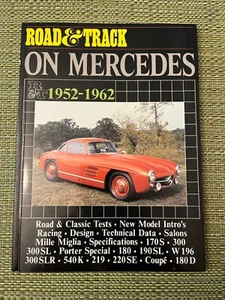 ROAD & TRACK
ON MERCEDES
R&T 1952-1962
Road & Classic Tests • New Model Intro's
Racing • Design • Technical Data • Salons
Mille Miglia • Specifications • 170S • 300
300SL • Porter Special • 180 • 190SL • W196
300SLR • 540K • 219 • 220SE • Coupé • 180D